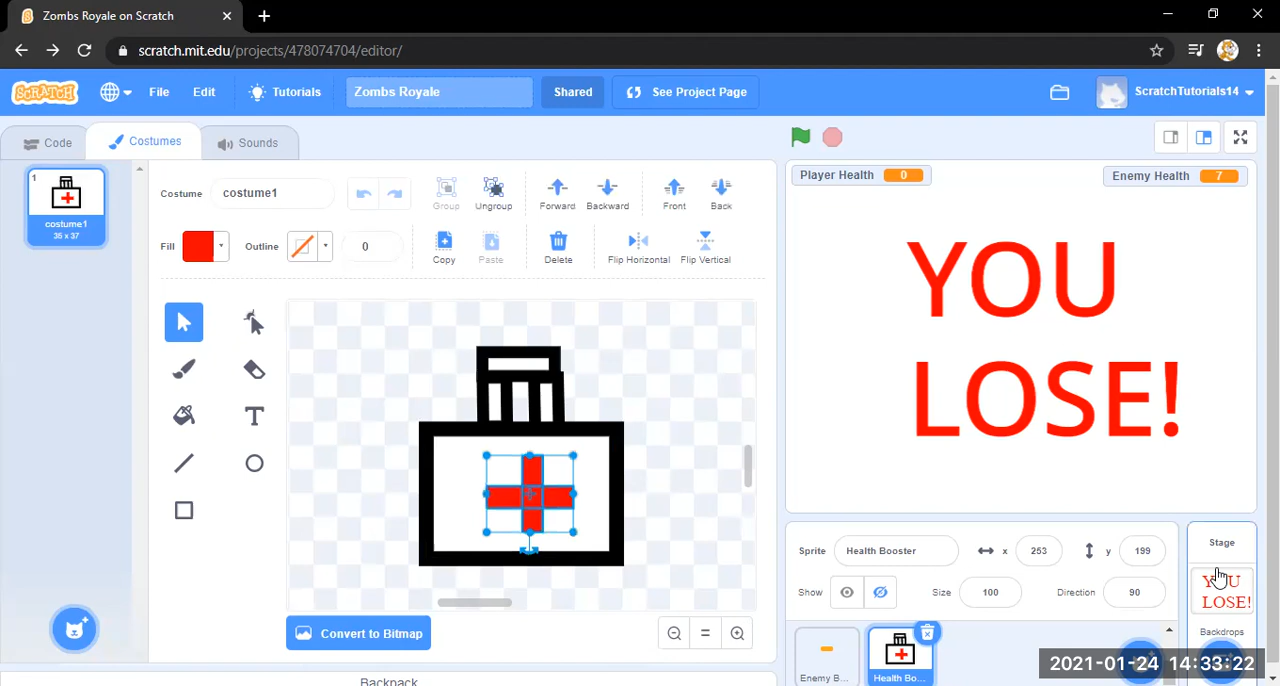 Zombs Royale on Scratch
scratch.mit.edu/projects/478074704/editor/
SCRATCH
File
Edit
Tutorials
Zombs Royale
Shared
See Project Page
ScratchTutorials14
Code
Costumes
Sounds
1
costume1
35 x 37
Costume
costume1
Group
Ungroup
Forward
Backward
Front
Back
Fill
Outline
0
Copy
Paste
Delete
Flip Horizontal
Flip Vertical
T
Convert to Bitmap
Backpack
Player Health 0
Enemy Health 7
YOU
LOSE!
Sprite
Health Booster
x
253
y
199
Show
Size
100
Direction
90
Enemy B...
Health Bo...
Stage
YOU
LOSE!
Backdrops
2021-01-24 14:33:22